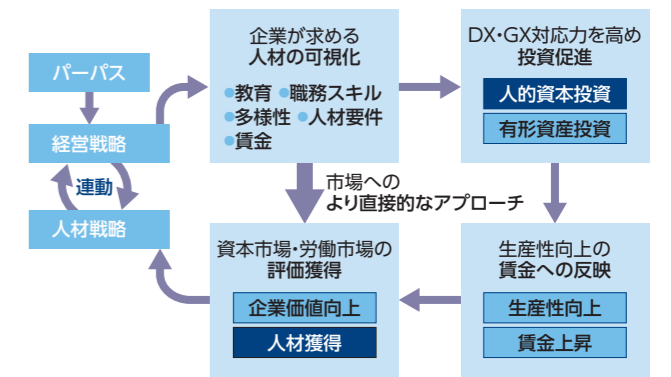 パーパス
経営戦略
連動
人材戦略
企業が求める
人材の可視化
●教育 ●職務スキル
●多様性 ●人材要件
●賃金
DX・GX対応力を高め
投資促進
人的資本投資
有形資産投資
市場への
より直接的なアプローチ
資本市場・労働市場の
評価獲得
企業価値向上
人材獲得
生産性向上の
賃金への反映
生産性向上
賃金上昇